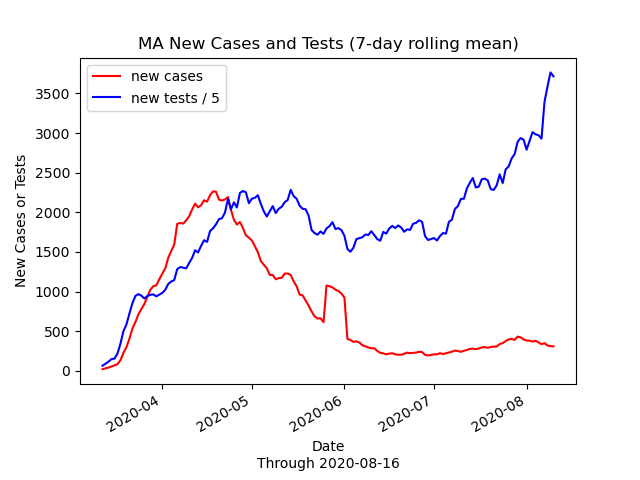 MA New Cases and Tests (7-day rolling mean)
new cases
new tests / 5
New Cases or Tests
3500
3000
2500
2000
1500
1000
500
0
2020-04
2020-05
2020-06
2020-07
2020-08
Date
Through 2020-08-16